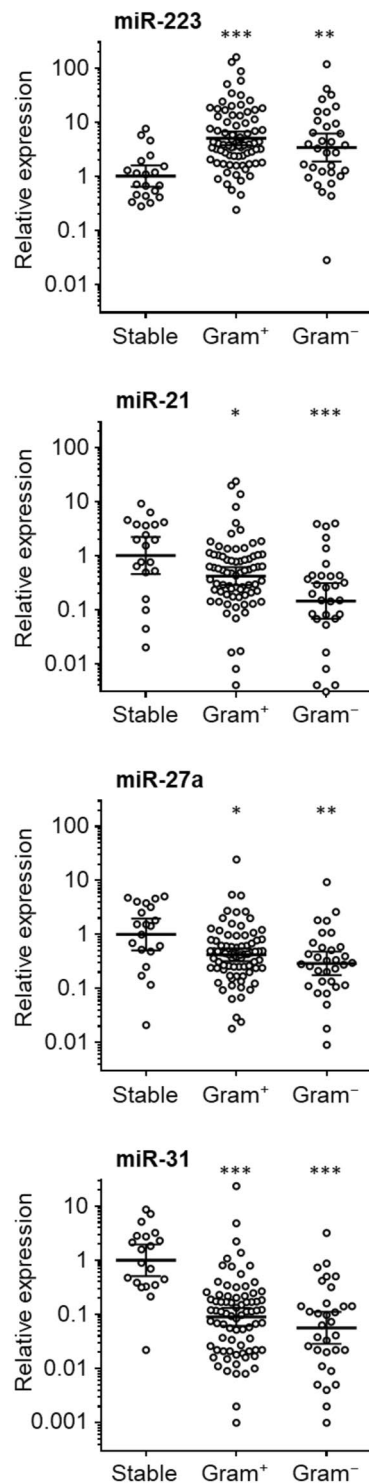 miR-223
*** **
Relative expression
100
10
1
0.1
0.01
Stable Gram⁺ Gram⁻
miR-21
* ***
Relative expression
100
10
1
0.1
0.01
Stable Gram⁺ Gram⁻
miR-27a
* **
Relative expression
100
10
1
0.1
0.01
Stable Gram⁺ Gram⁻
miR-31
*** ***
Relative expression
10
1
0.1
0.01
0.001
Stable Gram⁺ Gram⁻